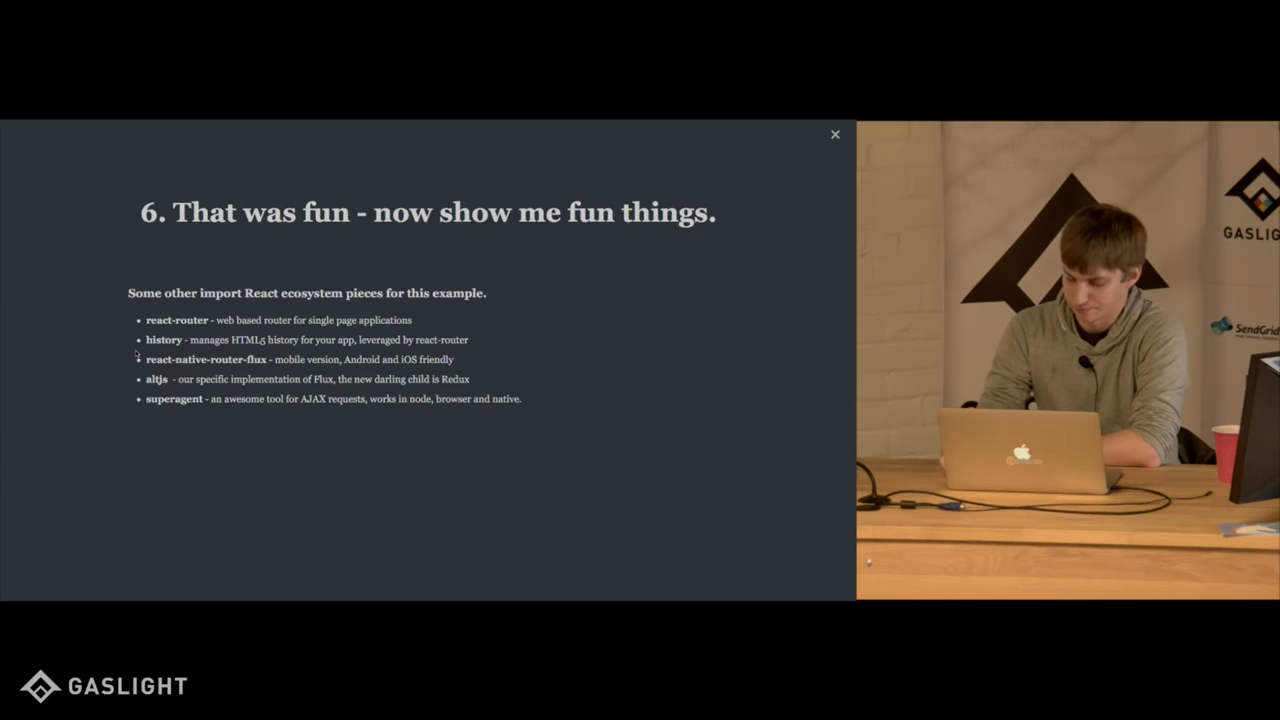 6. That was fun - now show me fun things.
Some other import React ecosystem pieces for this example.
react-router - web based router for single page applications
history - manages HTML5 history for your app, leveraged by react-router
react-native-router-flux - mobile version, Android and iOS friendly
altjs - our specific implementation of Flux, the new darling child is Redux
superagent - an awesome tool for AJAX requests, works in node, browser and native.
GASLIGH
SendGrid
GASLIGHT